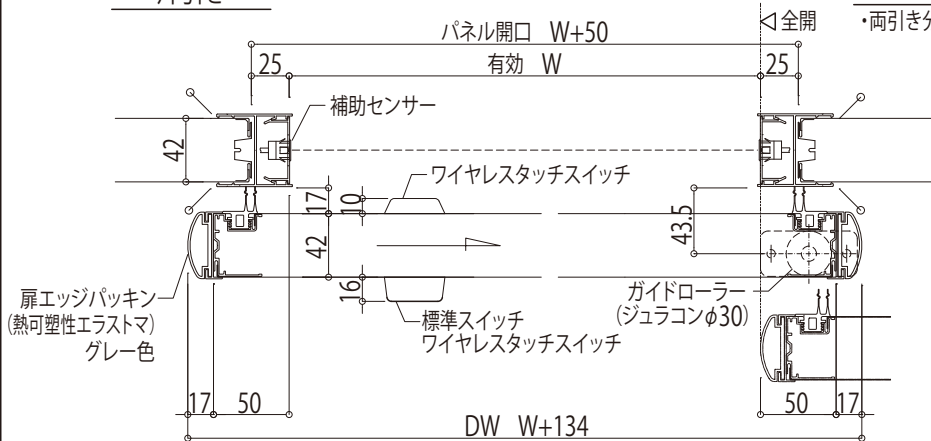 全開
・両引き分
パネル開口 W+50
25
有効 W
25
補助センサー
42
ワイヤレスタッチスイッチ
17
10
43.5
42
16
扉エッジパッキン
(熱可塑性エラストマ)
グレー色
ガイドローラー
(ジュラコンφ30)
標準スイッチ
ワイヤレスタッチスイッチ
17
50
50
17
DW W+134